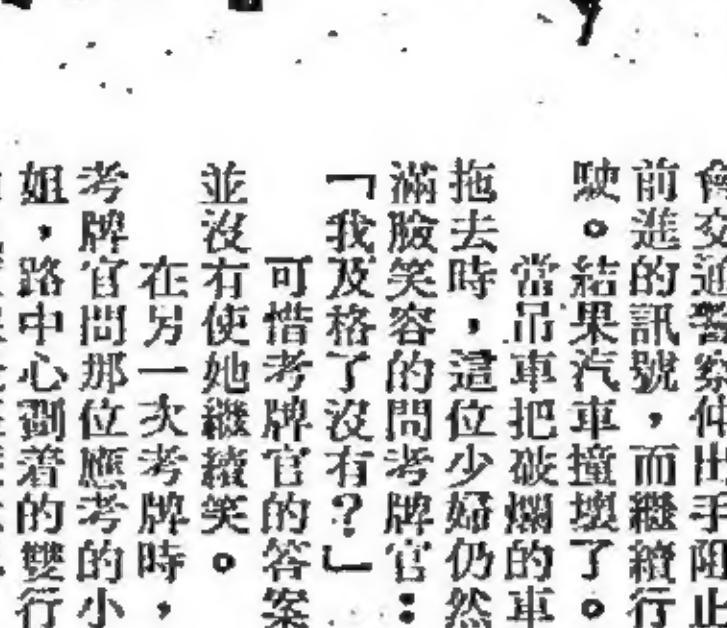 會交通警察伸出手阻止
前進的訊號，而繼續行
駛。結果汽車撞壞了。
當吊車把破爛的車
拖去時，這位少婦仍然
滿臉笑容的問考牌官：
「我及格了沒有？」
可惜考牌官的答案
並沒有使她繼續笑。
在另一次考牌時，
考牌官問那位應考的小
姐，路中心劃着的雙行